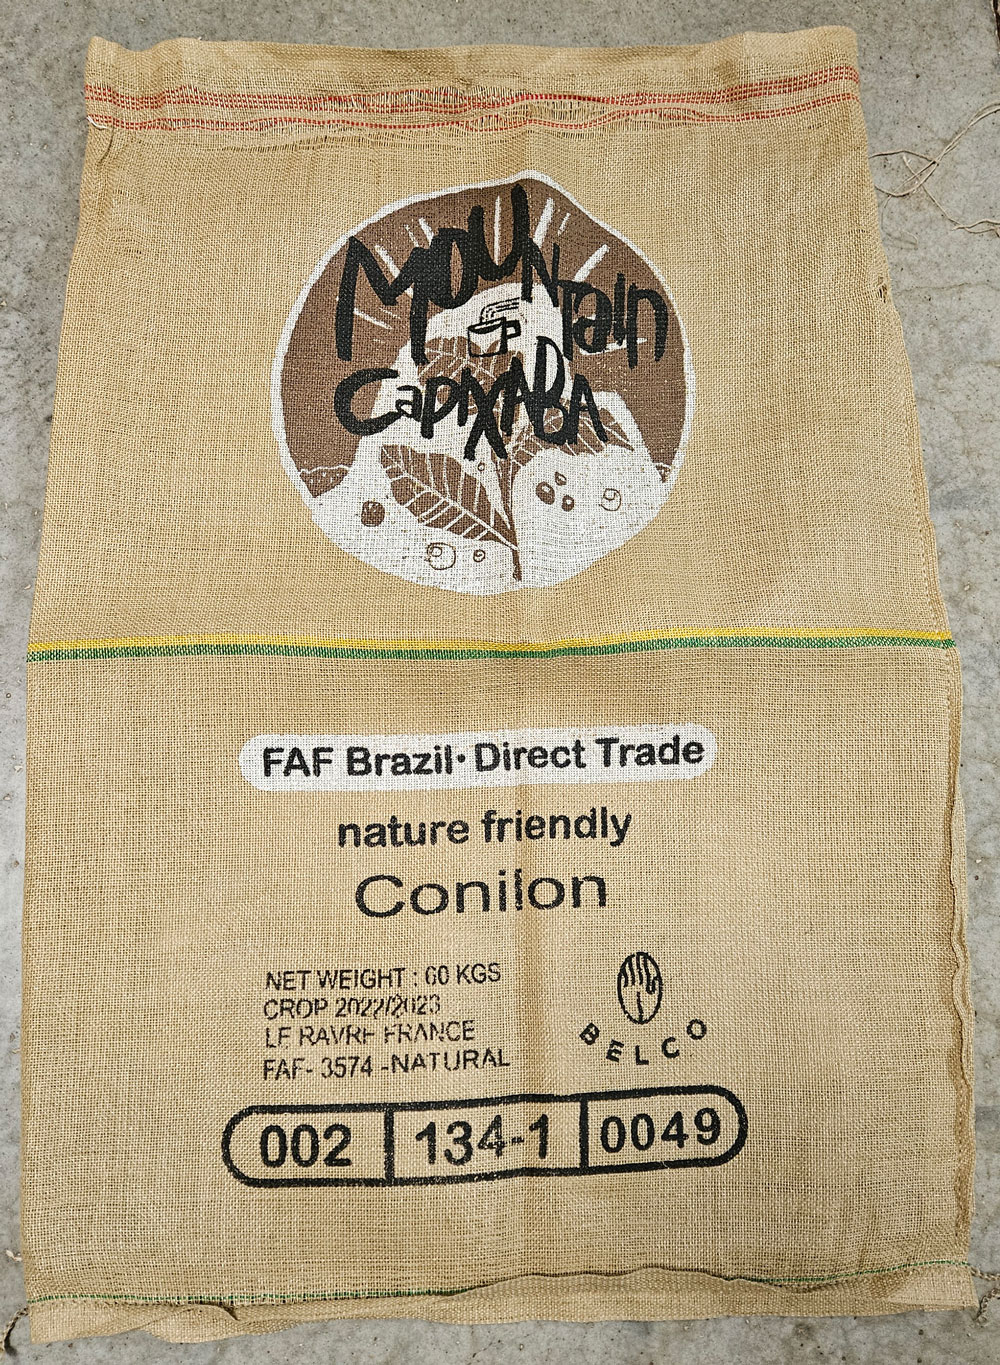 MOUNTain
CapixABA
FAF Brazil· Direct Trade
nature friendly
Conilon
NET WEIGHT : 60 KGS
CROP 2022/2023
LE RAVRE FRANCE
FAF- 3574 -NATURAL
BELCO
002 134-1 0049